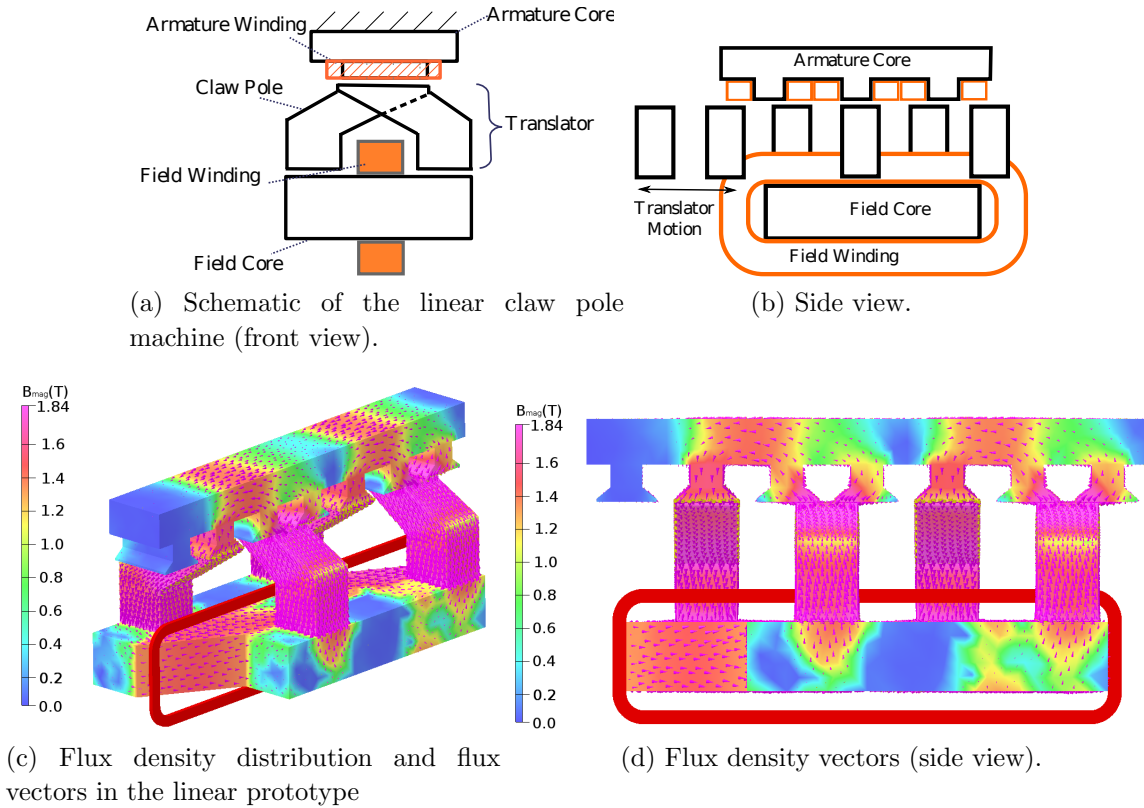 Armature Winding
Armature Core
Claw Pole
Translator
Field Winding
Field Core
(a) Schematic of the linear claw pole
machine (front view).
Armature Core
Translator
Motion
Field Core
Field Winding
(b) Side view.
Bmag(T)
1.84
1.6
1.4
1.2
1.0
0.8
0.6
0.4
0.2
0.0
(c) Flux density distribution and flux
vectors in the linear prototype
Bmag(T)
1.84
1.6
1.4
1.2
1.0
0.8
0.6
0.4
0.2
0.0
(d) Flux density vectors (side view).